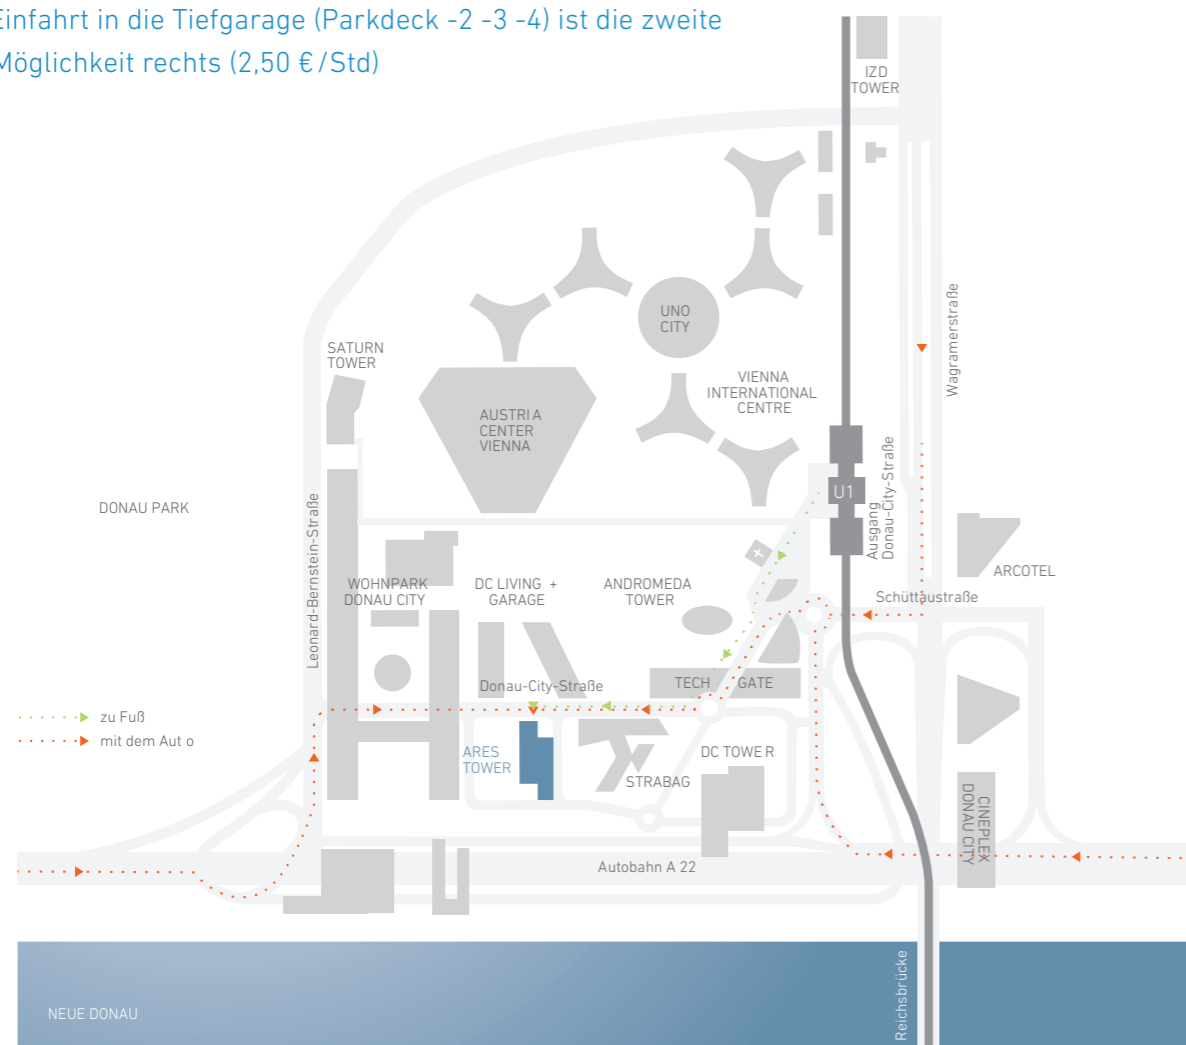 Einfahrt in die Tiefgarage (Parkdeck -2 -3 -4) ist die zweite
Möglichkeit rechts (2,50 €/Std)
IZD
TOWER
UNO
CITY
Wagramerstraße
SATURN
TOWER
VIENNA
INTERNATIONAL
CENTRE
AUSTRIA
CENTER
VIENNA
U1
Ausgang
Donau-City-Straße
DONAU PARK
Leonard-Bernstein-Straße
WOHNPARK
DONAU CITY
DC LIVING +
GARAGE
ANDROMEDA
TOWER
ARCOTEL
Schüttaustraße
TECH GATE
Donau-City-Straße
zu Fuß
mit dem Auto
ARES
TOWER
STRABAG
DC TOWER
CINEPLEX
DONAU CITY
Autobahn A 22
Reichsbrücke
NEUE DONAU